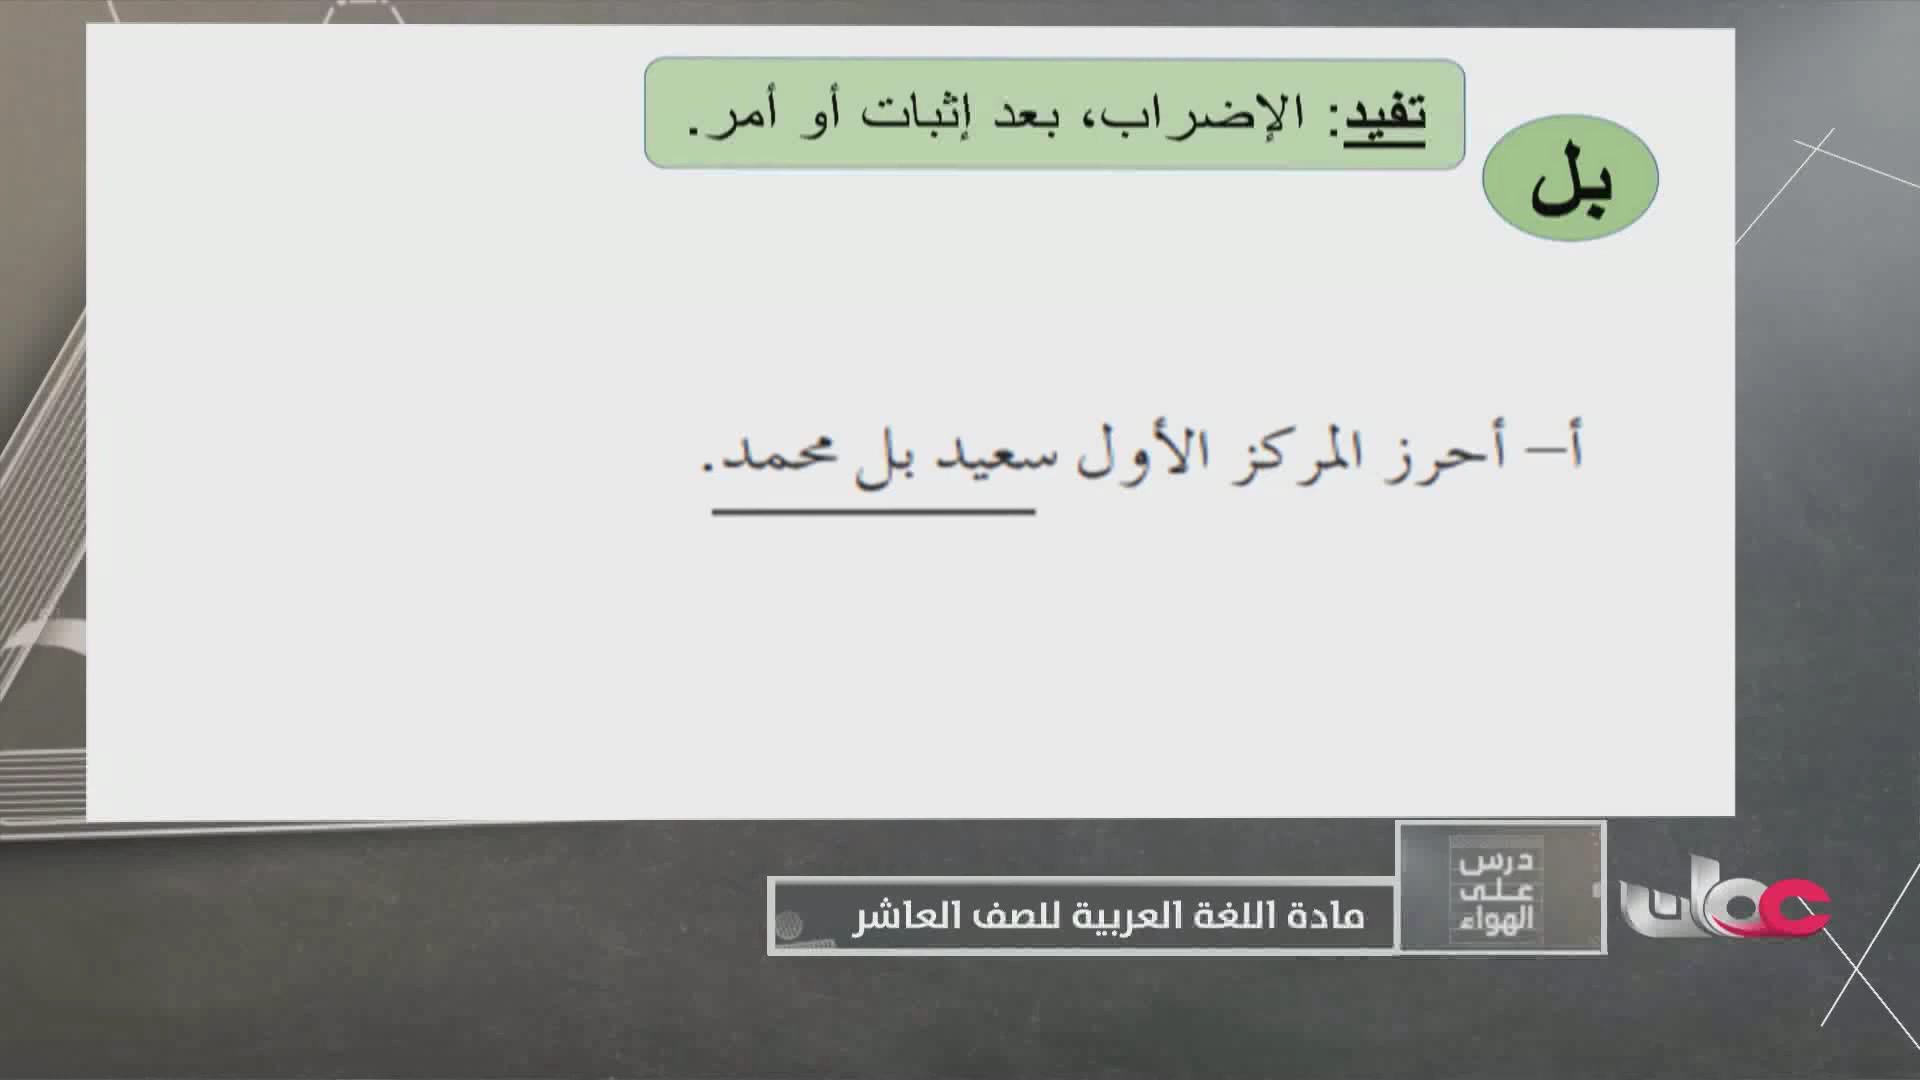 تفيد: الإضراب، بعد إثبات أو أمر.
بل
أ– أحرز المركز الأول سعيد بل محمد.
درس
على
الهواء
مادة اللغة العربية للصف العاشر
عمان